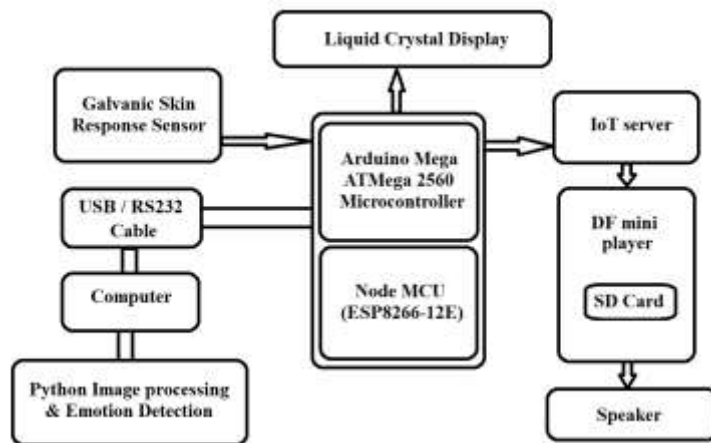 Liquid Crystal Display
Galvanic Skin
Response Sensor
IoT server
Arduino Mega
ATMega 2560
Microcontroller
USB / RS232
Cable
DF mini
player
Computer
Node MCU
(ESP8266-12E)
SD Card
Python Image processing
& Emotion Detection
Speaker